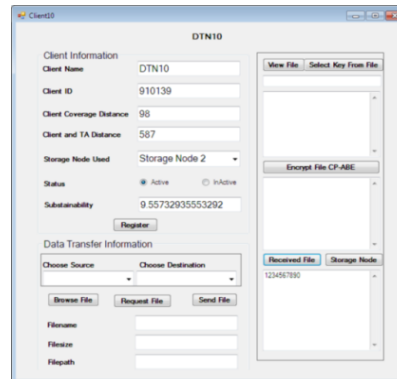 Client10
DTN10
Client Information
Client Name DTN10
Client ID 910139
Client Coverage Distance 98
Client and TA Distance 587
Storage Node Used Storage Node 2
Status Active InActive
Substainability 9.55732935553292
Register
Data Transfer Information
Choose Source Choose Destination
Browse File Request File Send File
Filename
Filesize
Filepath
View File Select Key From File
Encrypt File CP-ABE
Received File Storage Node
1234567890